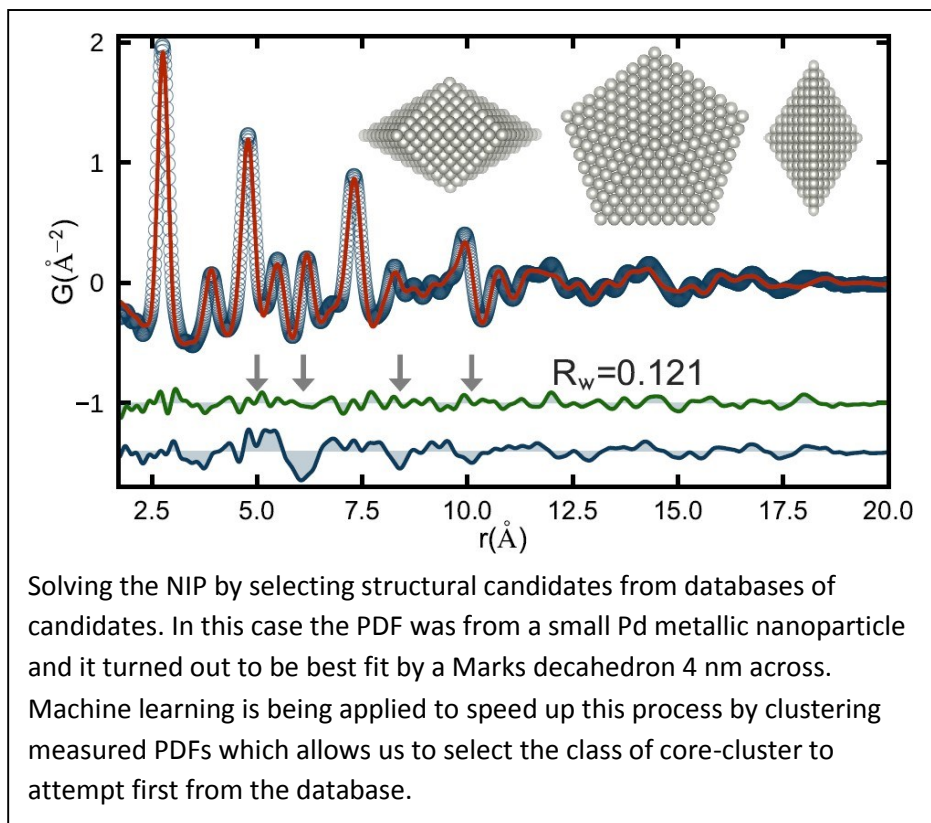 2
1
0
−1
G(Å⁻²)
R_w=0.121
2.5 5.0 7.5 10.0 12.5 15.0 17.5 20.0
r(Å)
Solving the NIP by selecting structural candidates from databases of
candidates. In this case the PDF was from a small Pd metallic nanoparticle
and it turned out to be best fit by a Marks decahedron 4 nm across.
Machine learning is being applied to speed up this process by clustering
measured PDFs which allows us to select the class of core-cluster to
attempt first from the database.